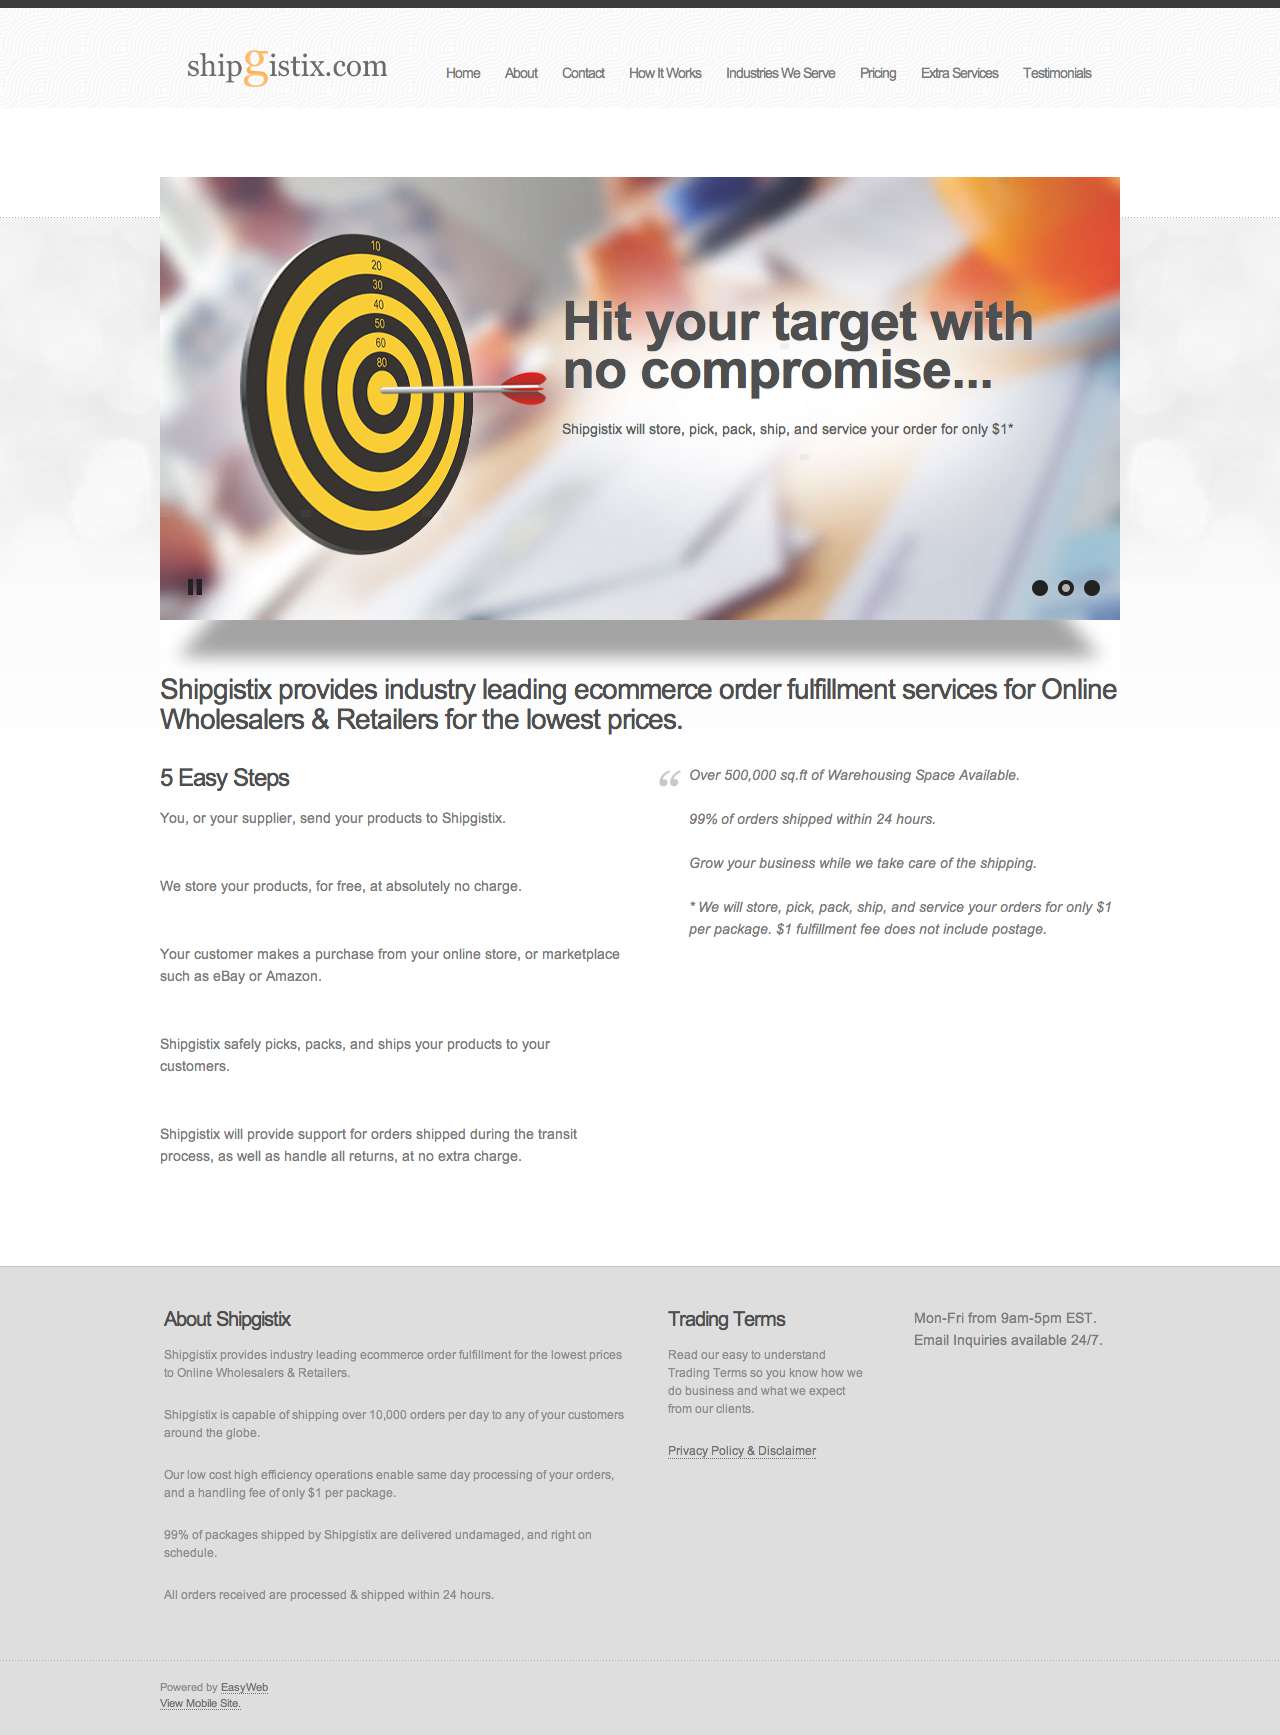 shipgistix.com
Home About Contact How It Works Industries We Serve Pricing Extra Services Testimonials
10
20
30
40
50
60
80
Hit your target with
no compromise...
Shipgistix will store, pick, pack, ship, and service your order for only $1*
Shipgistix provides industry leading ecommerce order fulfillment services for Online
Wholesalers & Retailers for the lowest prices.
5 Easy Steps
You, or your supplier, send your products to Shipgistix.
We store your products, for free, at absolutely no charge.
Your customer makes a purchase from your online store, or marketplace
such as eBay or Amazon.
Shipgistix safely picks, packs, and ships your products to your
customers.
Shipgistix will provide support for orders shipped during the transit
process, as well as handle all returns, at no extra charge.
“ Over 500,000 sq.ft of Warehousing Space Available.
99% of orders shipped within 24 hours.
Grow your business while we take care of the shipping.
* We will store, pick, pack, ship, and service your orders for only $1
per package. $1 fulfillment fee does not include postage.
About Shipgistix
Shipgistix provides industry leading ecommerce order fulfillment for the lowest prices
to Online Wholesalers & Retailers.
Shipgistix is capable of shipping over 10,000 orders per day to any of your customers
around the globe.
Our low cost high efficiency operations enable same day processing of your orders,
and a handling fee of only $1 per package.
99% of packages shipped by Shipgistix are delivered undamaged, and right on
schedule.
All orders received are processed & shipped within 24 hours.
Trading Terms
Read our easy to understand
Trading Terms so you know how we
do business and what we expect
from our clients.
Privacy Policy & Disclaimer
Mon-Fri from 9am-5pm EST.
Email Inquiries available 24/7.
Powered by EasyWeb
View Mobile Site.